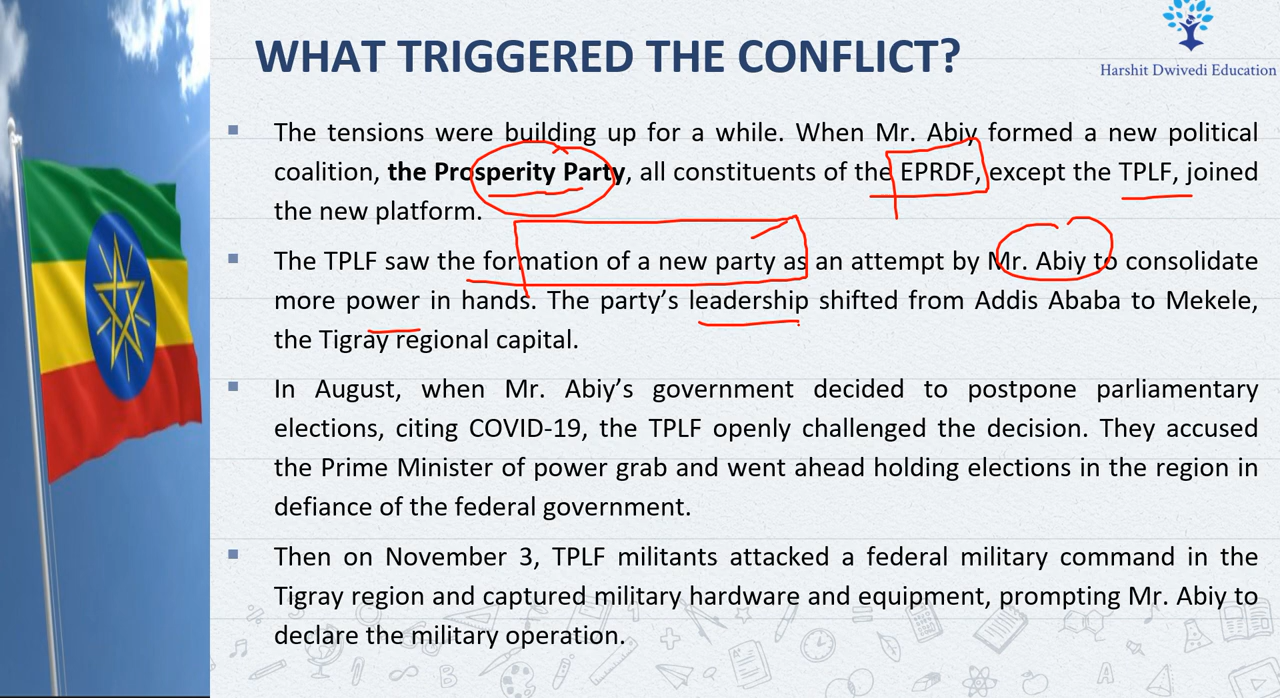 WHAT TRIGGERED THE CONFLICT?
Harshit Dwivedi Education
▪ The tensions were building up for a while. When Mr. Abiy formed a new political
coalition, the Prosperity Party, all constituents of the EPRDF, except the TPLF, joined
the new platform.
▪ The TPLF saw the formation of a new party as an attempt by Mr. Abiy to consolidate
more power in hands. The party’s leadership shifted from Addis Ababa to Mekele,
the Tigray regional capital.
▪ In August, when Mr. Abiy’s government decided to postpone parliamentary
elections, citing COVID-19, the TPLF openly challenged the decision. They accused
the Prime Minister of power grab and went ahead holding elections in the region in
defiance of the federal government.
▪ Then on November 3, TPLF militants attacked a federal military command in the
Tigray region and captured military hardware and equipment, prompting Mr. Abiy to
declare the military operation.